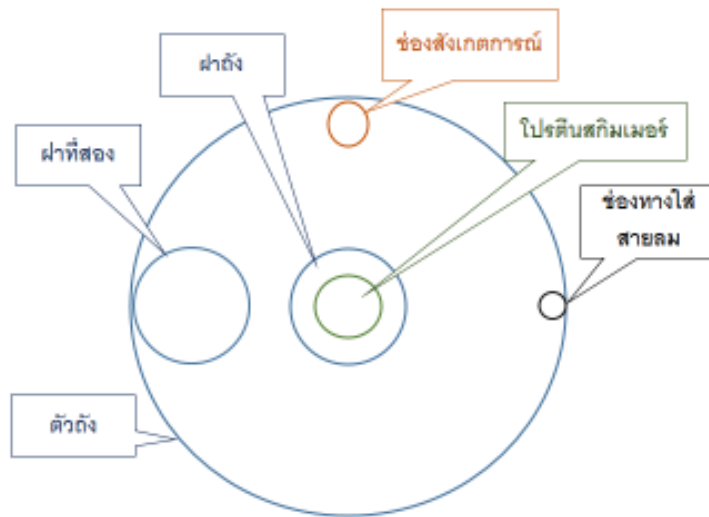 ช่องสังเกตการณ์
ฝาถัง
โปรตีนสกิมเมอร์
ฝาที่สอง
ช่องทางใส่
สายลม
ตัวถัง